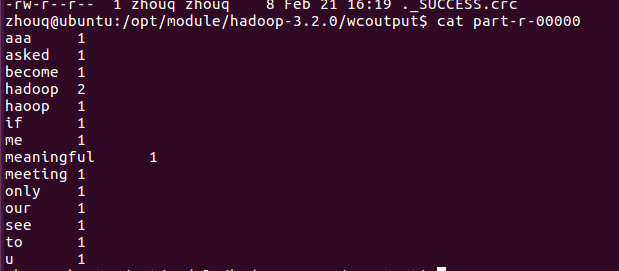 -rw-r--r-- 1 zhouq zhouq 8 Feb 21 16:19 ._SUCCESS.crc
zhouq@ubuntu:/opt/module/hadoop-3.2.0/wcoutput$ cat part-r-00000
aaa 1
asked 1
become 1
hadoop 2
haoop 1
if 1
me 1
meaningful 1
meeting 1
only 1
our 1
see 1
to 1
u 1